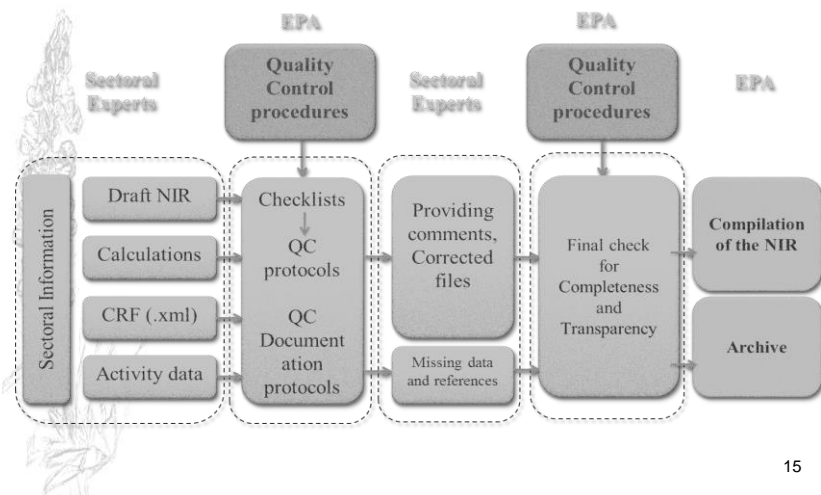 EPA
EPA
Sectoral
Experts
Quality
Control
procedures
Sectoral
Experts
Quality
Control
procedures
EPA
Sectoral Information
Draft NIR
Calculations
CRF (.xml)
Activity data
Checklists
QC
protocols
QC
Document
ation
protocols
Providing
comments,
Corrected
files
Missing data
and references
Final check
for
Completeness
and
Transparency
Compilation
of the NIR
Archive
15